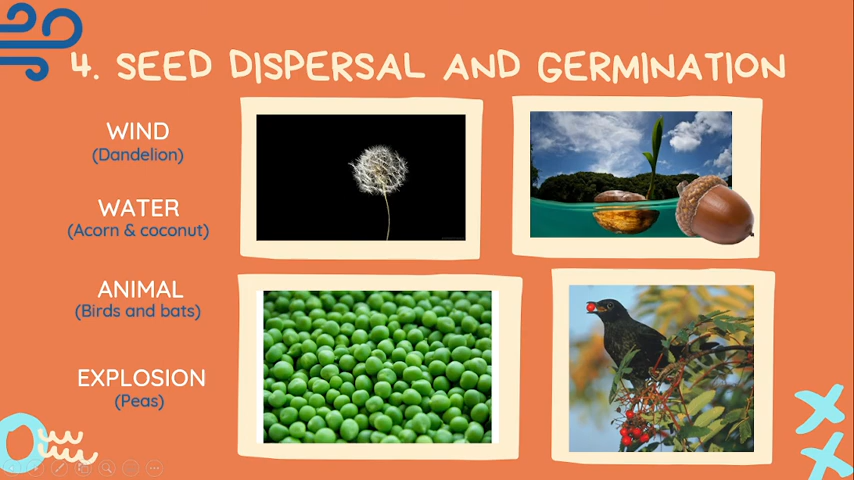 4. SEED DISPERSAL AND GERMINATION
WIND
(Dandelion)
WATER
(Acorn & coconut)
ANIMAL
(Birds and bats)
EXPLOSION
(Peas)